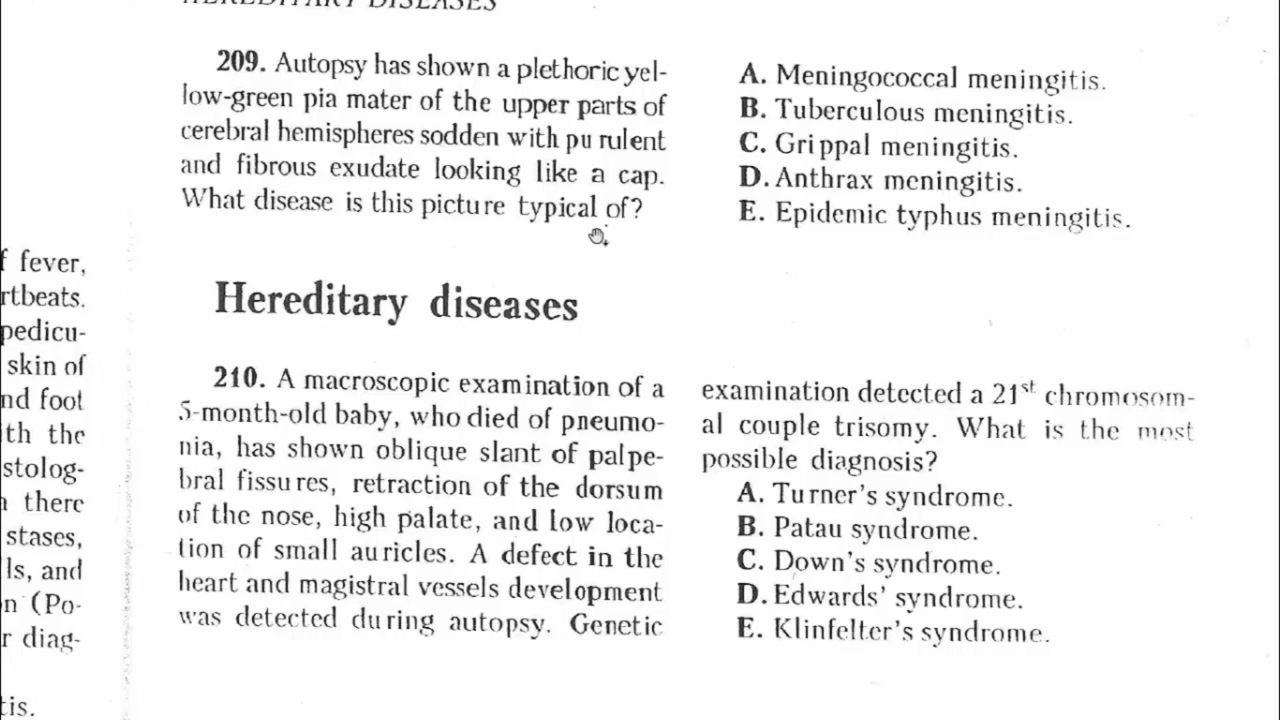 HEREDITARY DISEASES
209. Autopsy has shown a plethoric yel-
low-green pia mater of the upper parts of
cerebral hemispheres sodden with pu rulent
and fibrous exudate looking like a cap.
What disease is this picture typical of?
A. Meningococcal meningitis.
B. Tuberculous meningitis.
C. Grippal meningitis.
D. Anthrax meningitis.
E. Epidemic typhus meningitis.
f fever,
rtbeats.
pedicu-
skin of
nd foot
ith the
stolog-
n there
stases,
ls, and
n (Po-
r diag-
tis.
Hereditary diseases
210. A macroscopic examination of a
5-month-old baby, who died of pneumo-
nia, has shown oblique slant of palpe-
bral fissures, retraction of the dorsum
of the nose, high palate, and low loca-
tion of small auricles. A defect in the
heart and magistral vessels development
was detected during autopsy. Genetic
examination detected a 21st chromosom-
al couple trisomy. What is the most
possible diagnosis?
A. Turner's syndrome.
B. Patau syndrome.
C. Down's syndrome.
D. Edwards' syndrome.
E. Klinfelter's syndrome.